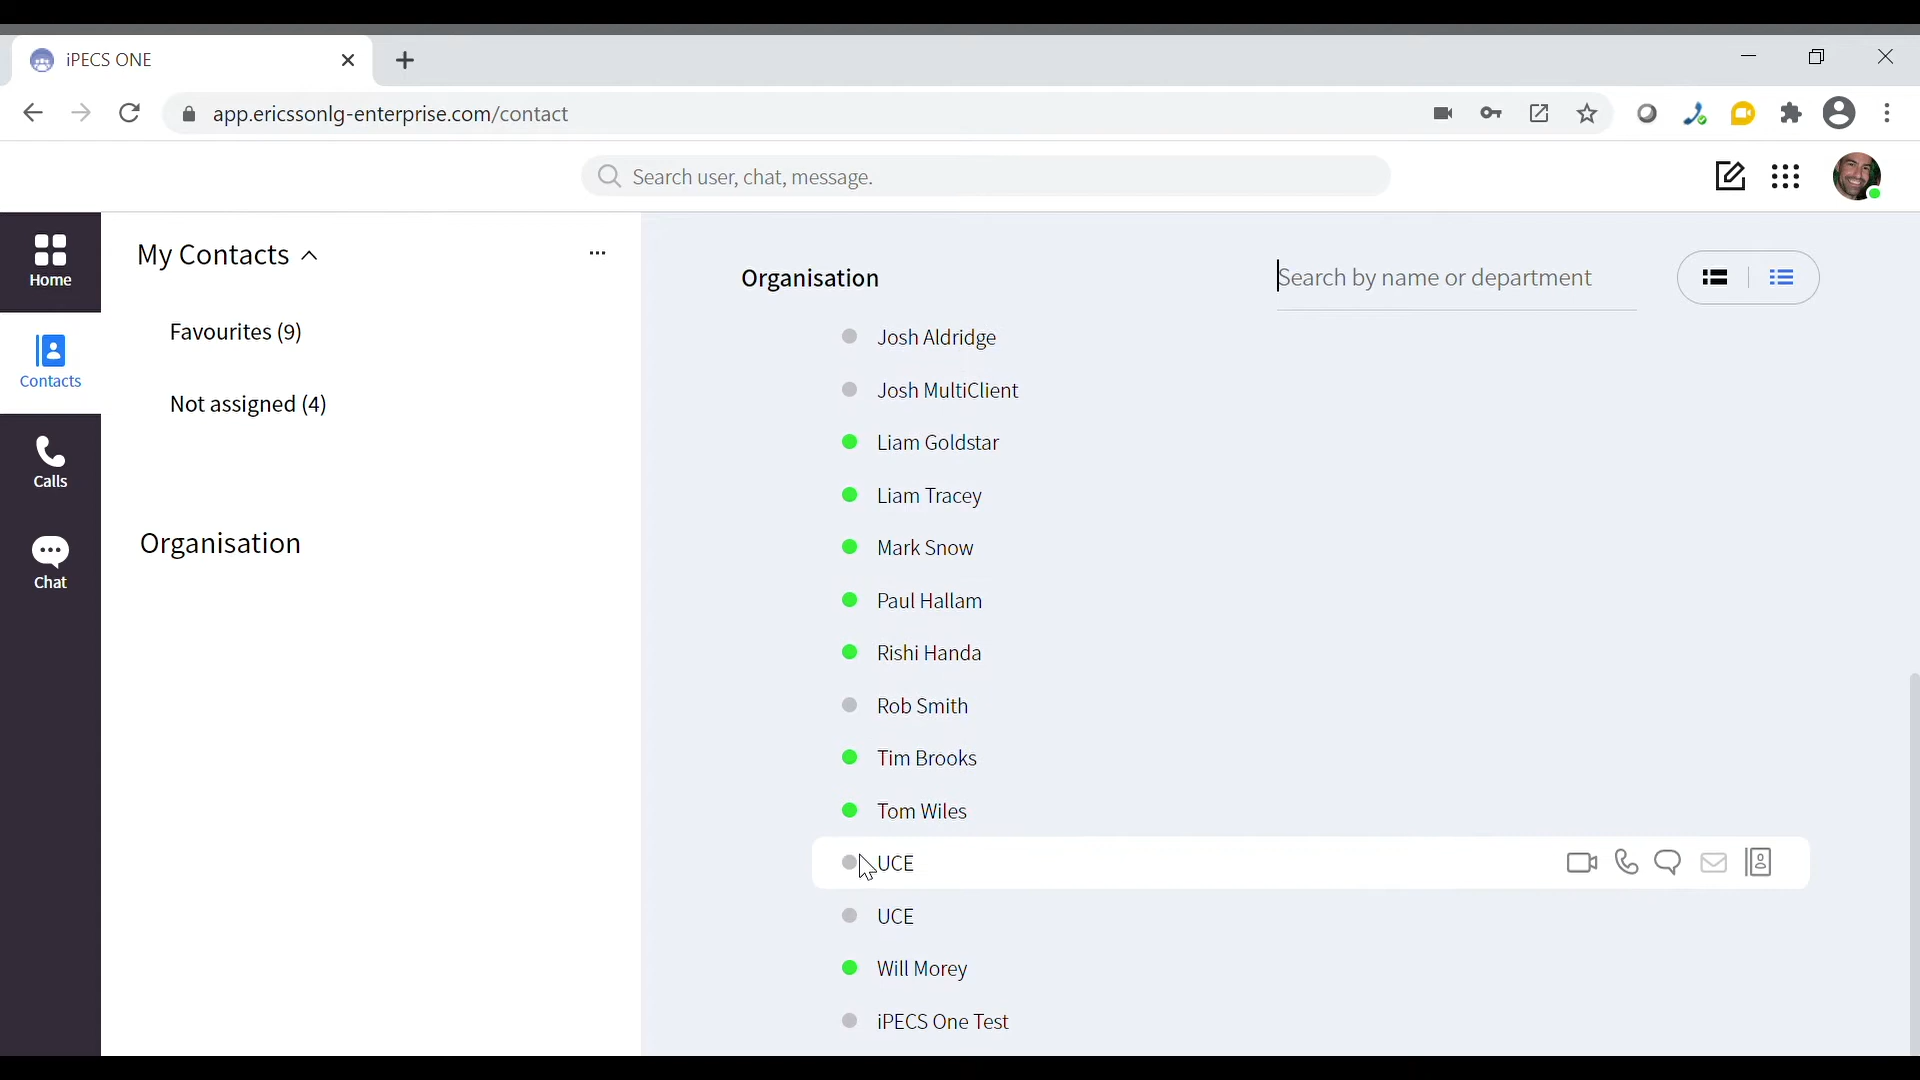 iPECS ONE
app.ericssonlg-enterprise.com/contact
Search user, chat, message.
Home
Contacts
Calls
Chat
My Contacts
Favourites (9)
Not assigned (4)
Organisation
Organisation
Search by name or department
Josh Aldridge
Josh MultiClient
Liam Goldstar
Liam Tracey
Mark Snow
Paul Hallam
Rishi Handa
Rob Smith
Tim Brooks
Tom Wiles
UCE
UCE
Will Morey
iPECS One Test